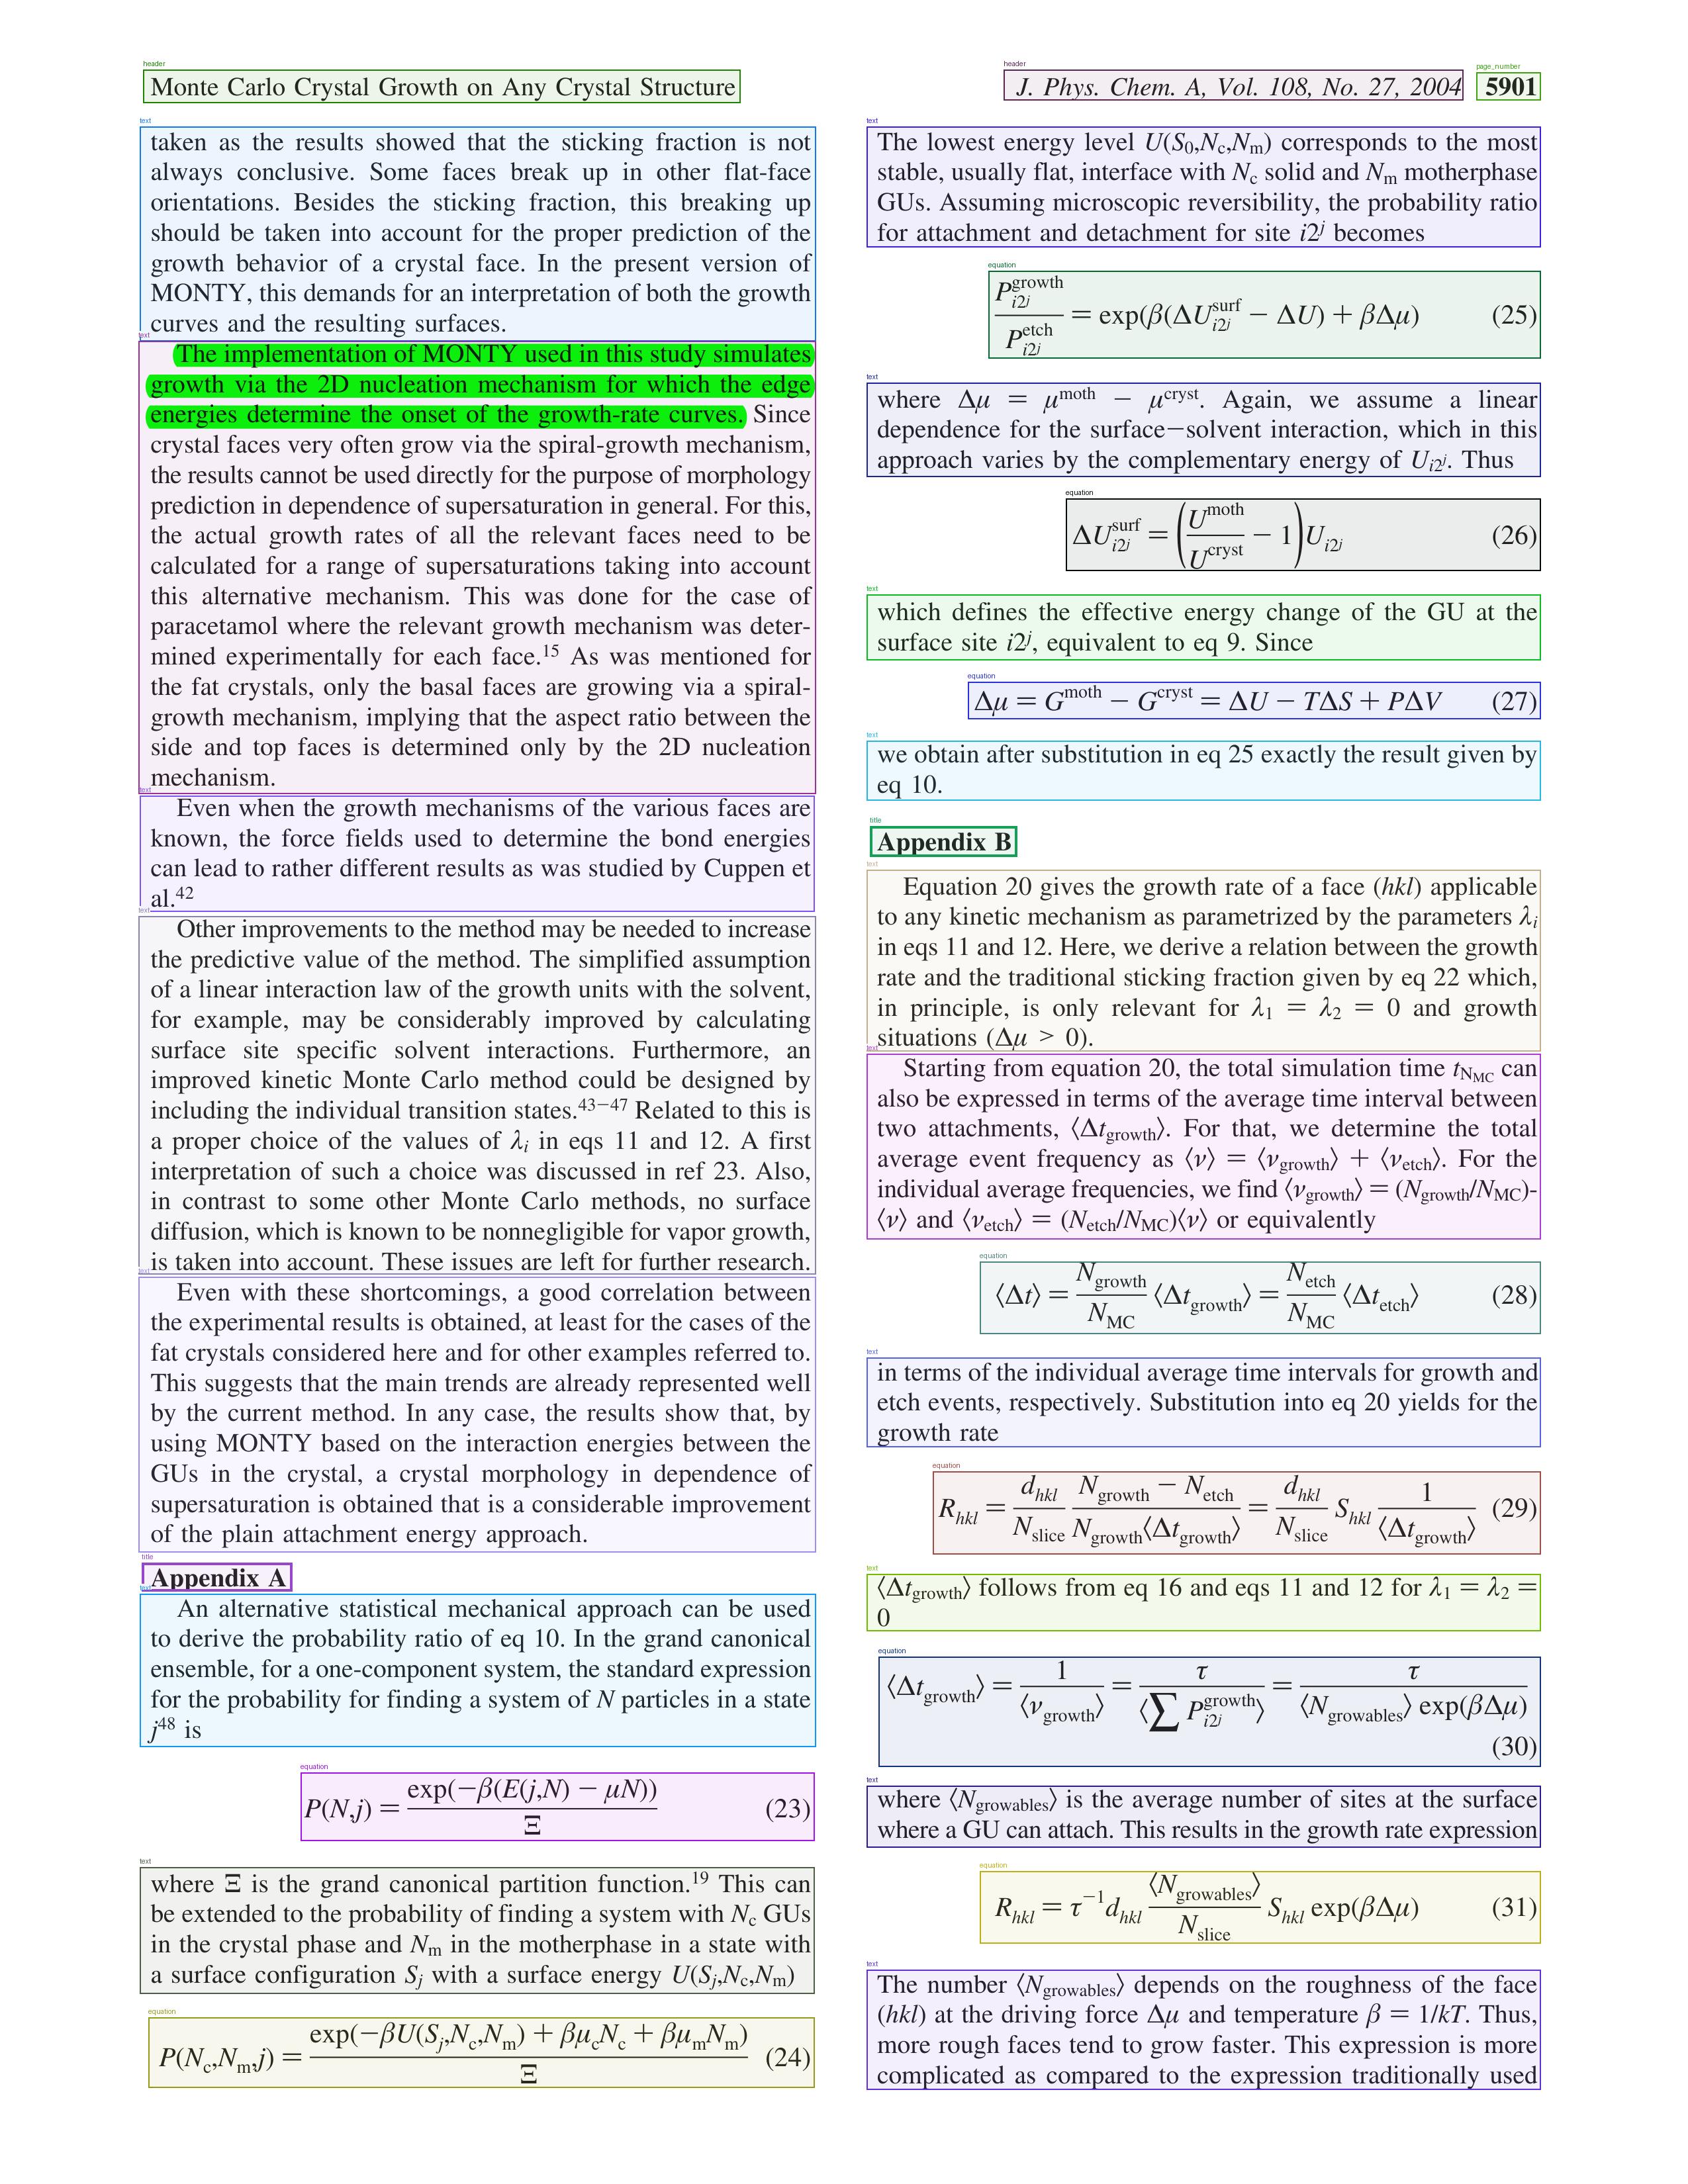 header
Monte Carlo Crystal Growth on Any Crystal Structure
header
J. Phys. Chem. A, Vol. 108, No. 27, 2004
page_number
5901
text
taken as the results showed that the sticking fraction is not
always conclusive. Some faces break up in other flat-face
orientations. Besides the sticking fraction, this breaking up
should be taken into account for the proper prediction of the
growth behavior of a crystal face. In the present version of
MONTY, this demands for an interpretation of both the growth
curves and the resulting surfaces.
text
The implementation of MONTY used in this study simulates
growth via the 2D nucleation mechanism for which the edge
energies determine the onset of the growth-rate curves. Since
crystal faces very often grow via the spiral-growth mechanism,
the results cannot be used directly for the purpose of morphology
prediction in dependence of supersaturation in general. For this,
the actual growth rates of all the relevant faces need to be
calculated for a range of supersaturations taking into account
this alternative mechanism. This was done for the case of
paracetamol where the relevant growth mechanism was deter-
mined experimentally for each face.15 As was mentioned for
the fat crystals, only the basal faces are growing via a spiral-
growth mechanism, implying that the aspect ratio between the
side and top faces is determined only by the 2D nucleation
mechanism.
text
Even when the growth mechanisms of the various faces are
known, the force fields used to determine the bond energies
can lead to rather different results as was studied by Cuppen et
al.42
text
Other improvements to the method may be needed to increase
the predictive value of the method. The simplified assumption
of a linear interaction law of the growth units with the solvent,
for example, may be considerably improved by calculating
surface site specific solvent interactions. Furthermore, an
improved kinetic Monte Carlo method could be designed by
including the individual transition states.43−47 Related to this is
a proper choice of the values of λi in eqs 11 and 12. A first
interpretation of such a choice was discussed in ref 23. Also,
in contrast to some other Monte Carlo methods, no surface
diffusion, which is known to be nonnegligible for vapor growth,
is taken into account. These issues are left for further research.
text
Even with these shortcomings, a good correlation between
the experimental results is obtained, at least for the cases of the
fat crystals considered here and for other examples referred to.
This suggests that the main trends are already represented well
by the current method. In any case, the results show that, by
using MONTY based on the interaction energies between the
GUs in the crystal, a crystal morphology in dependence of
supersaturation is obtained that is a considerable improvement
of the plain attachment energy approach.
title
Appendix A
text
An alternative statistical mechanical approach can be used
to derive the probability ratio of eq 10. In the grand canonical
ensemble, for a one-component system, the standard expression
for the probability for finding a system of N particles in a state
j48 is
equation
P(N,j) = exp(−β(E(j,N) − μN)) / Ξ (23)
text
where Ξ is the grand canonical partition function.19 This can
be extended to the probability of finding a system with Nc GUs
in the crystal phase and Nm in the motherphase in a state with
a surface configuration Sj with a surface energy U(Sj,Nc,Nm)
equation
P(Nc,Nm,j) = exp(−βU(Sj,Nc,Nm) + βμcNc + βμmNm) / Ξ (24)
text
The lowest energy level U(S0,Nc,Nm) corresponds to the most
stable, usually flat, interface with Nc solid and Nm motherphase
GUs. Assuming microscopic reversibility, the probability ratio
for attachment and detachment for site i2j becomes
equation
P_i2j^growth / P_i2j^etch = exp(β(ΔU_i2j^surf − ΔU) + βΔμ) (25)
text
where Δμ = μmoth − μcryst. Again, we assume a linear
dependence for the surface−solvent interaction, which in this
approach varies by the complementary energy of Ui2j. Thus
equation
ΔU_i2j^surf = (U^moth / U^cryst − 1)U_i2j (26)
text
which defines the effective energy change of the GU at the
surface site i2j, equivalent to eq 9. Since
equation
Δμ = Gmoth − Gcryst = ΔU − TΔS + PΔV (27)
text
we obtain after substitution in eq 25 exactly the result given by
eq 10.
title
Appendix B
text
Equation 20 gives the growth rate of a face (hkl) applicable
to any kinetic mechanism as parametrized by the parameters λi
in eqs 11 and 12. Here, we derive a relation between the growth
rate and the traditional sticking fraction given by eq 22 which,
in principle, is only relevant for λ1 = λ2 = 0 and growth
situations (Δμ > 0).
text
Starting from equation 20, the total simulation time tNMC can
also be expressed in terms of the average time interval between
two attachments, ⟨Δtgrowth⟩. For that, we determine the total
average event frequency as ⟨ν⟩ = ⟨νgrowth⟩ + ⟨νetch⟩. For the
individual average frequencies, we find ⟨νgrowth⟩ = (Ngrowth/NMC)-
⟨ν⟩ and ⟨νetch⟩ = (Netch/NMC)⟨ν⟩ or equivalently
equation
⟨Δt⟩ = Ngrowth / NMC ⟨Δtgrowth⟩ = Netch / NMC ⟨Δtetch⟩ (28)
text
in terms of the individual average time intervals for growth and
etch events, respectively. Substitution into eq 20 yields for the
growth rate
equation
Rhkl = dhkl / Nslice (Ngrowth − Netch) / Ngrowth⟨Δtgrowth⟩ = dhkl / Nslice Shkl 1 / ⟨Δtgrowth⟩ (29)
text
⟨Δtgrowth⟩ follows from eq 16 and eqs 11 and 12 for λ1 = λ2 =
0
equation
⟨Δtgrowth⟩ = 1 / ⟨νgrowth⟩ = τ / ⟨∑ P_i2j^growth⟩ = τ / ⟨Ngrowables⟩ exp(βΔμ)
(30)
text
where ⟨Ngrowables⟩ is the average number of sites at the surface
where a GU can attach. This results in the growth rate expression
equation
Rhkl = τ−1dhkl ⟨Ngrowables⟩ / Nslice Shkl exp(βΔμ) (31)
text
The number ⟨Ngrowables⟩ depends on the roughness of the face
(hkl) at the driving force Δμ and temperature β = 1/kT. Thus,
more rough faces tend to grow faster. This expression is more
complicated as compared to the expression traditionally used